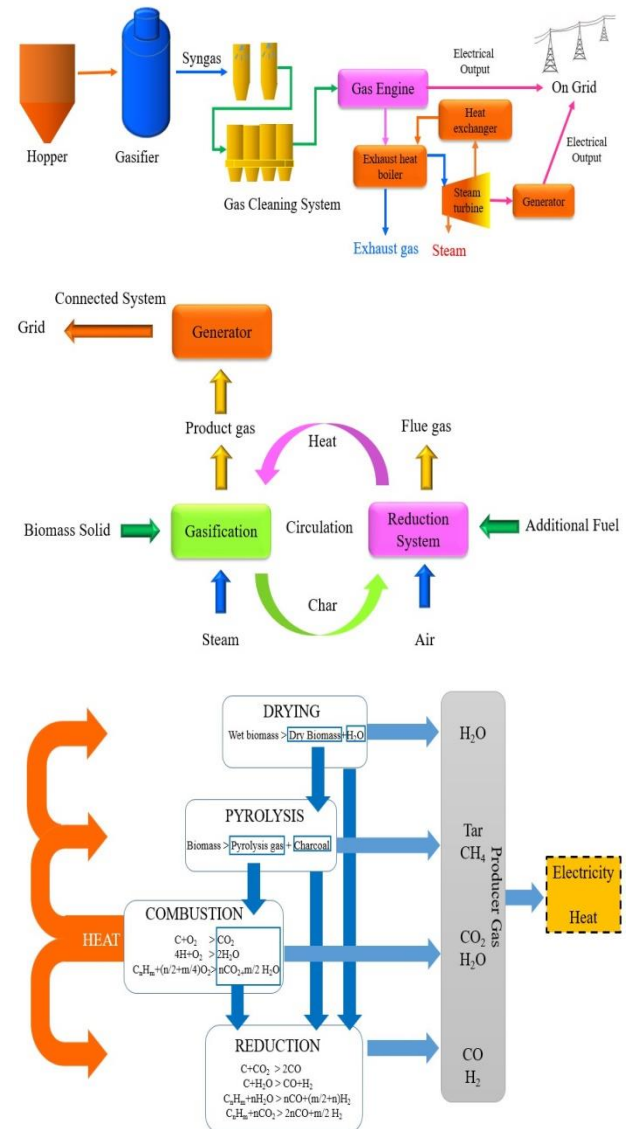 Hopper
Gasifier
Syngas
Gas Cleaning System
Gas Engine
Electrical
Output
On Grid
Heat
exchanger
Electrical
Output
Exhaust heat
boiler
Steam
turbine
Generator
Exhaust gas
Steam
Connected System
Grid
Generator
Product gas
Heat
Flue gas
Biomass Solid
Gasification
Circulation
Reduction
System
Additional Fuel
Char
Steam
Air
DRYING
Wet biomass > Dry Biomass+H₂O
H₂O
PYROLYSIS
Biomass > Pyrolysis gas + Charcoal
Tar
CH₄
HEAT
COMBUSTION
C+O₂ > CO₂
4H+O₂ > 2H₂O
CₙHₘ+(n/2+m/4)O₂> nCO₂+m/2 H₂O
CO₂
H₂O
REDUCTION
C+CO₂ > 2CO
C+H₂O > CO+H₂
CₙHₘ+nH₂O > nCO+(m/2+n)H₂
CₙHₘ+nCO₂ > 2nCO+m/2 H₂
CO
H₂
Producer Gas
Electricity
Heat